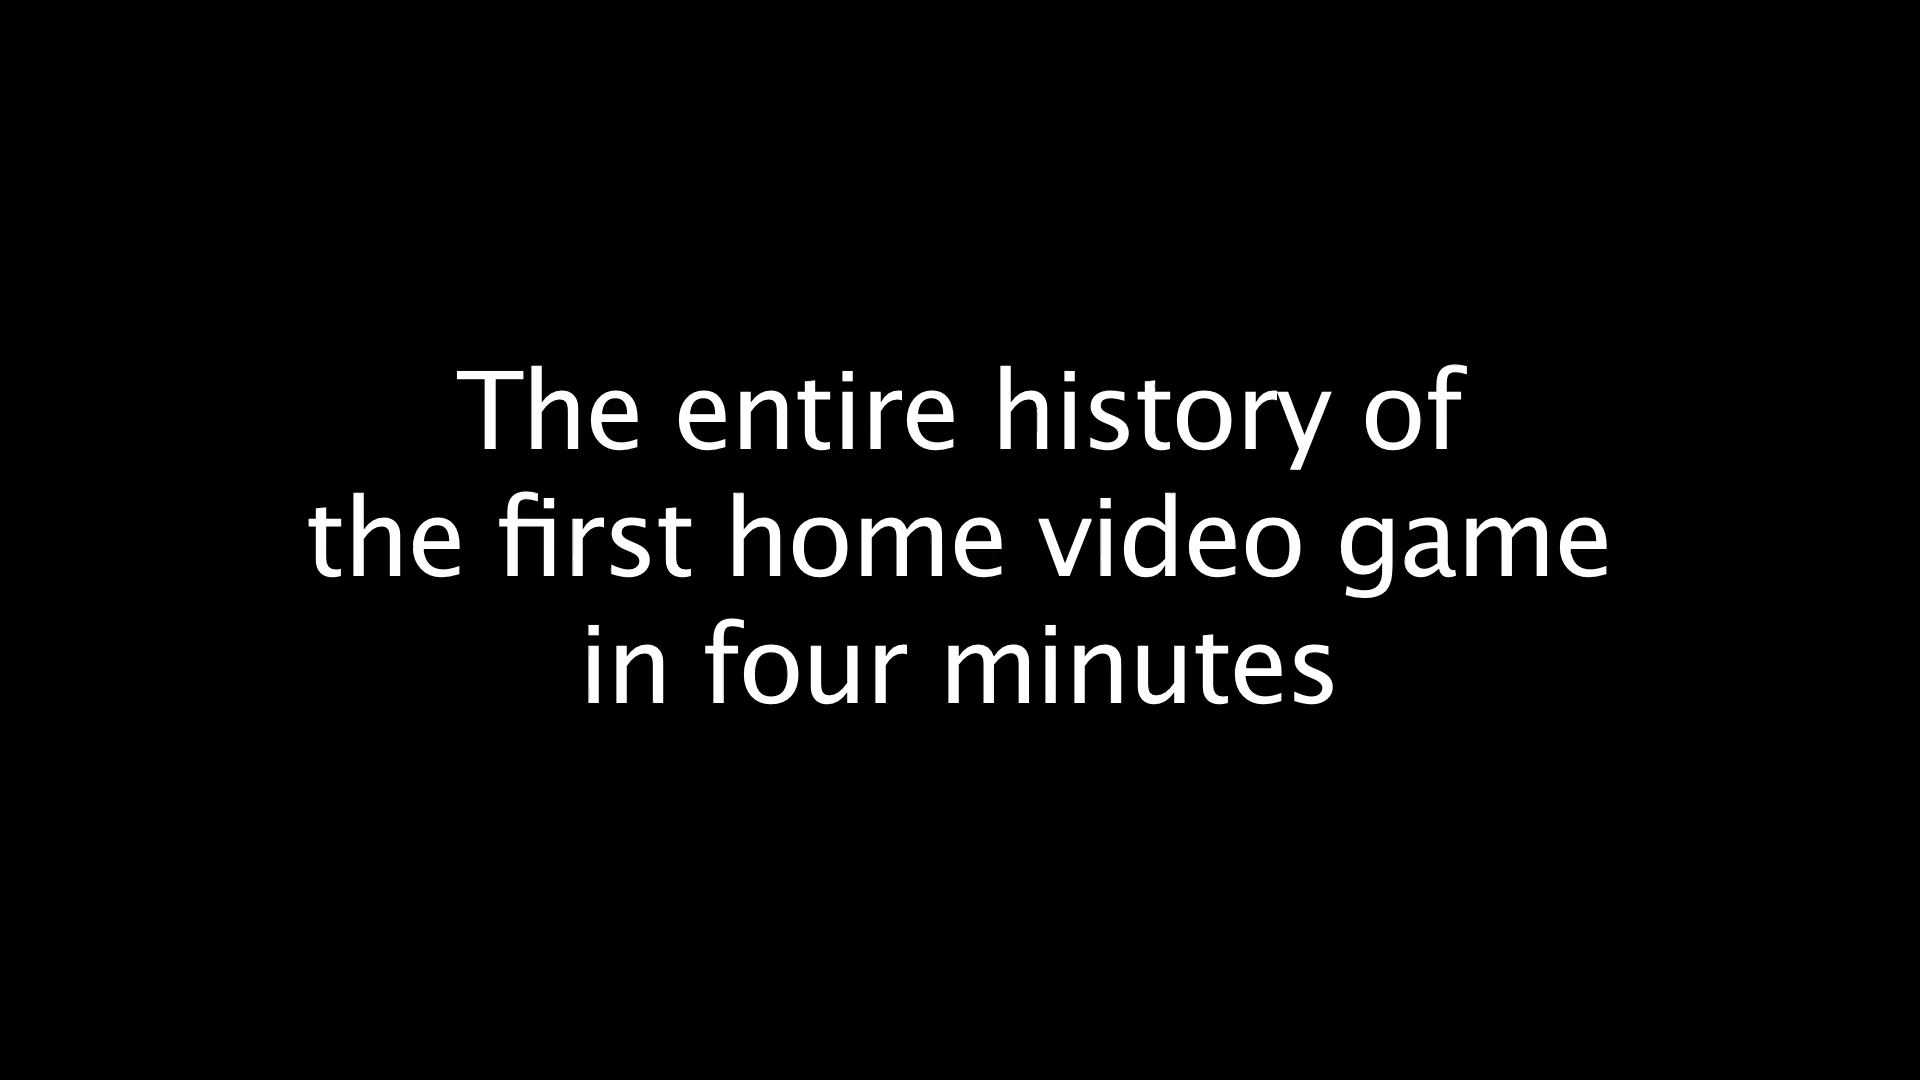 The entire history of
the first home video game
in four minutes